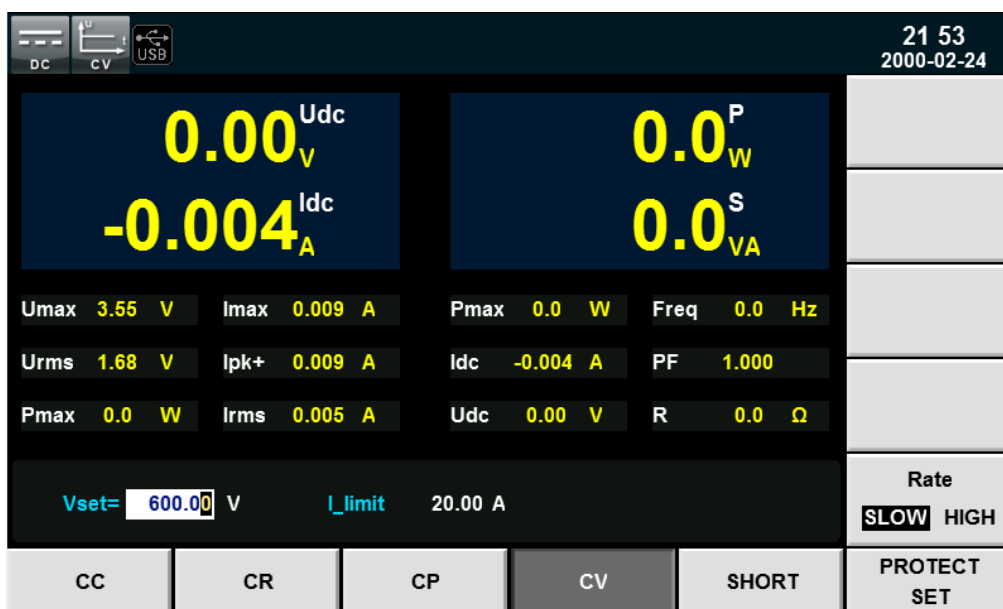 DC
u
t
CV
USB
21 53
2000-02-24
0.00 Udc V
0.0 P W
-0.004 Idc A
0.0 S VA
Umax 3.55 V Imax 0.009 A Pmax 0.0 W Freq 0.0 Hz
Urms 1.68 V Ipk+ 0.009 A Idc -0.004 A PF 1.000
Pmax 0.0 W Irms 0.005 A Udc 0.00 V R 0.0 Ω
Vset= 600.00 V I_limit 20.00 A
Rate
SLOW HIGH
CC CR CP CV SHORT
PROTECT
SET